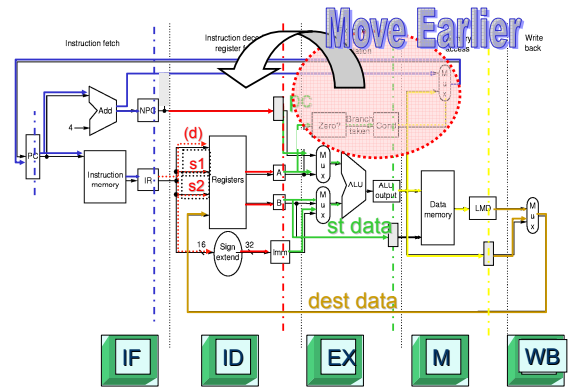 Move Earlier
Instruction fetch
Instruction
register
access
Write
back
Add
NPC
4
PC
Instruction
memory
IR
(d)
s1
s2
Registers
16
Sign
extend
32
A
B
Imm
PC
Zero?
Branch
taken
Cond
M
u
x
M
u
x
M
u
x
ALU
ALU
output
st data
Data
memory
LMD
M
u
x
dest data
IF
ID
EX
M
WB